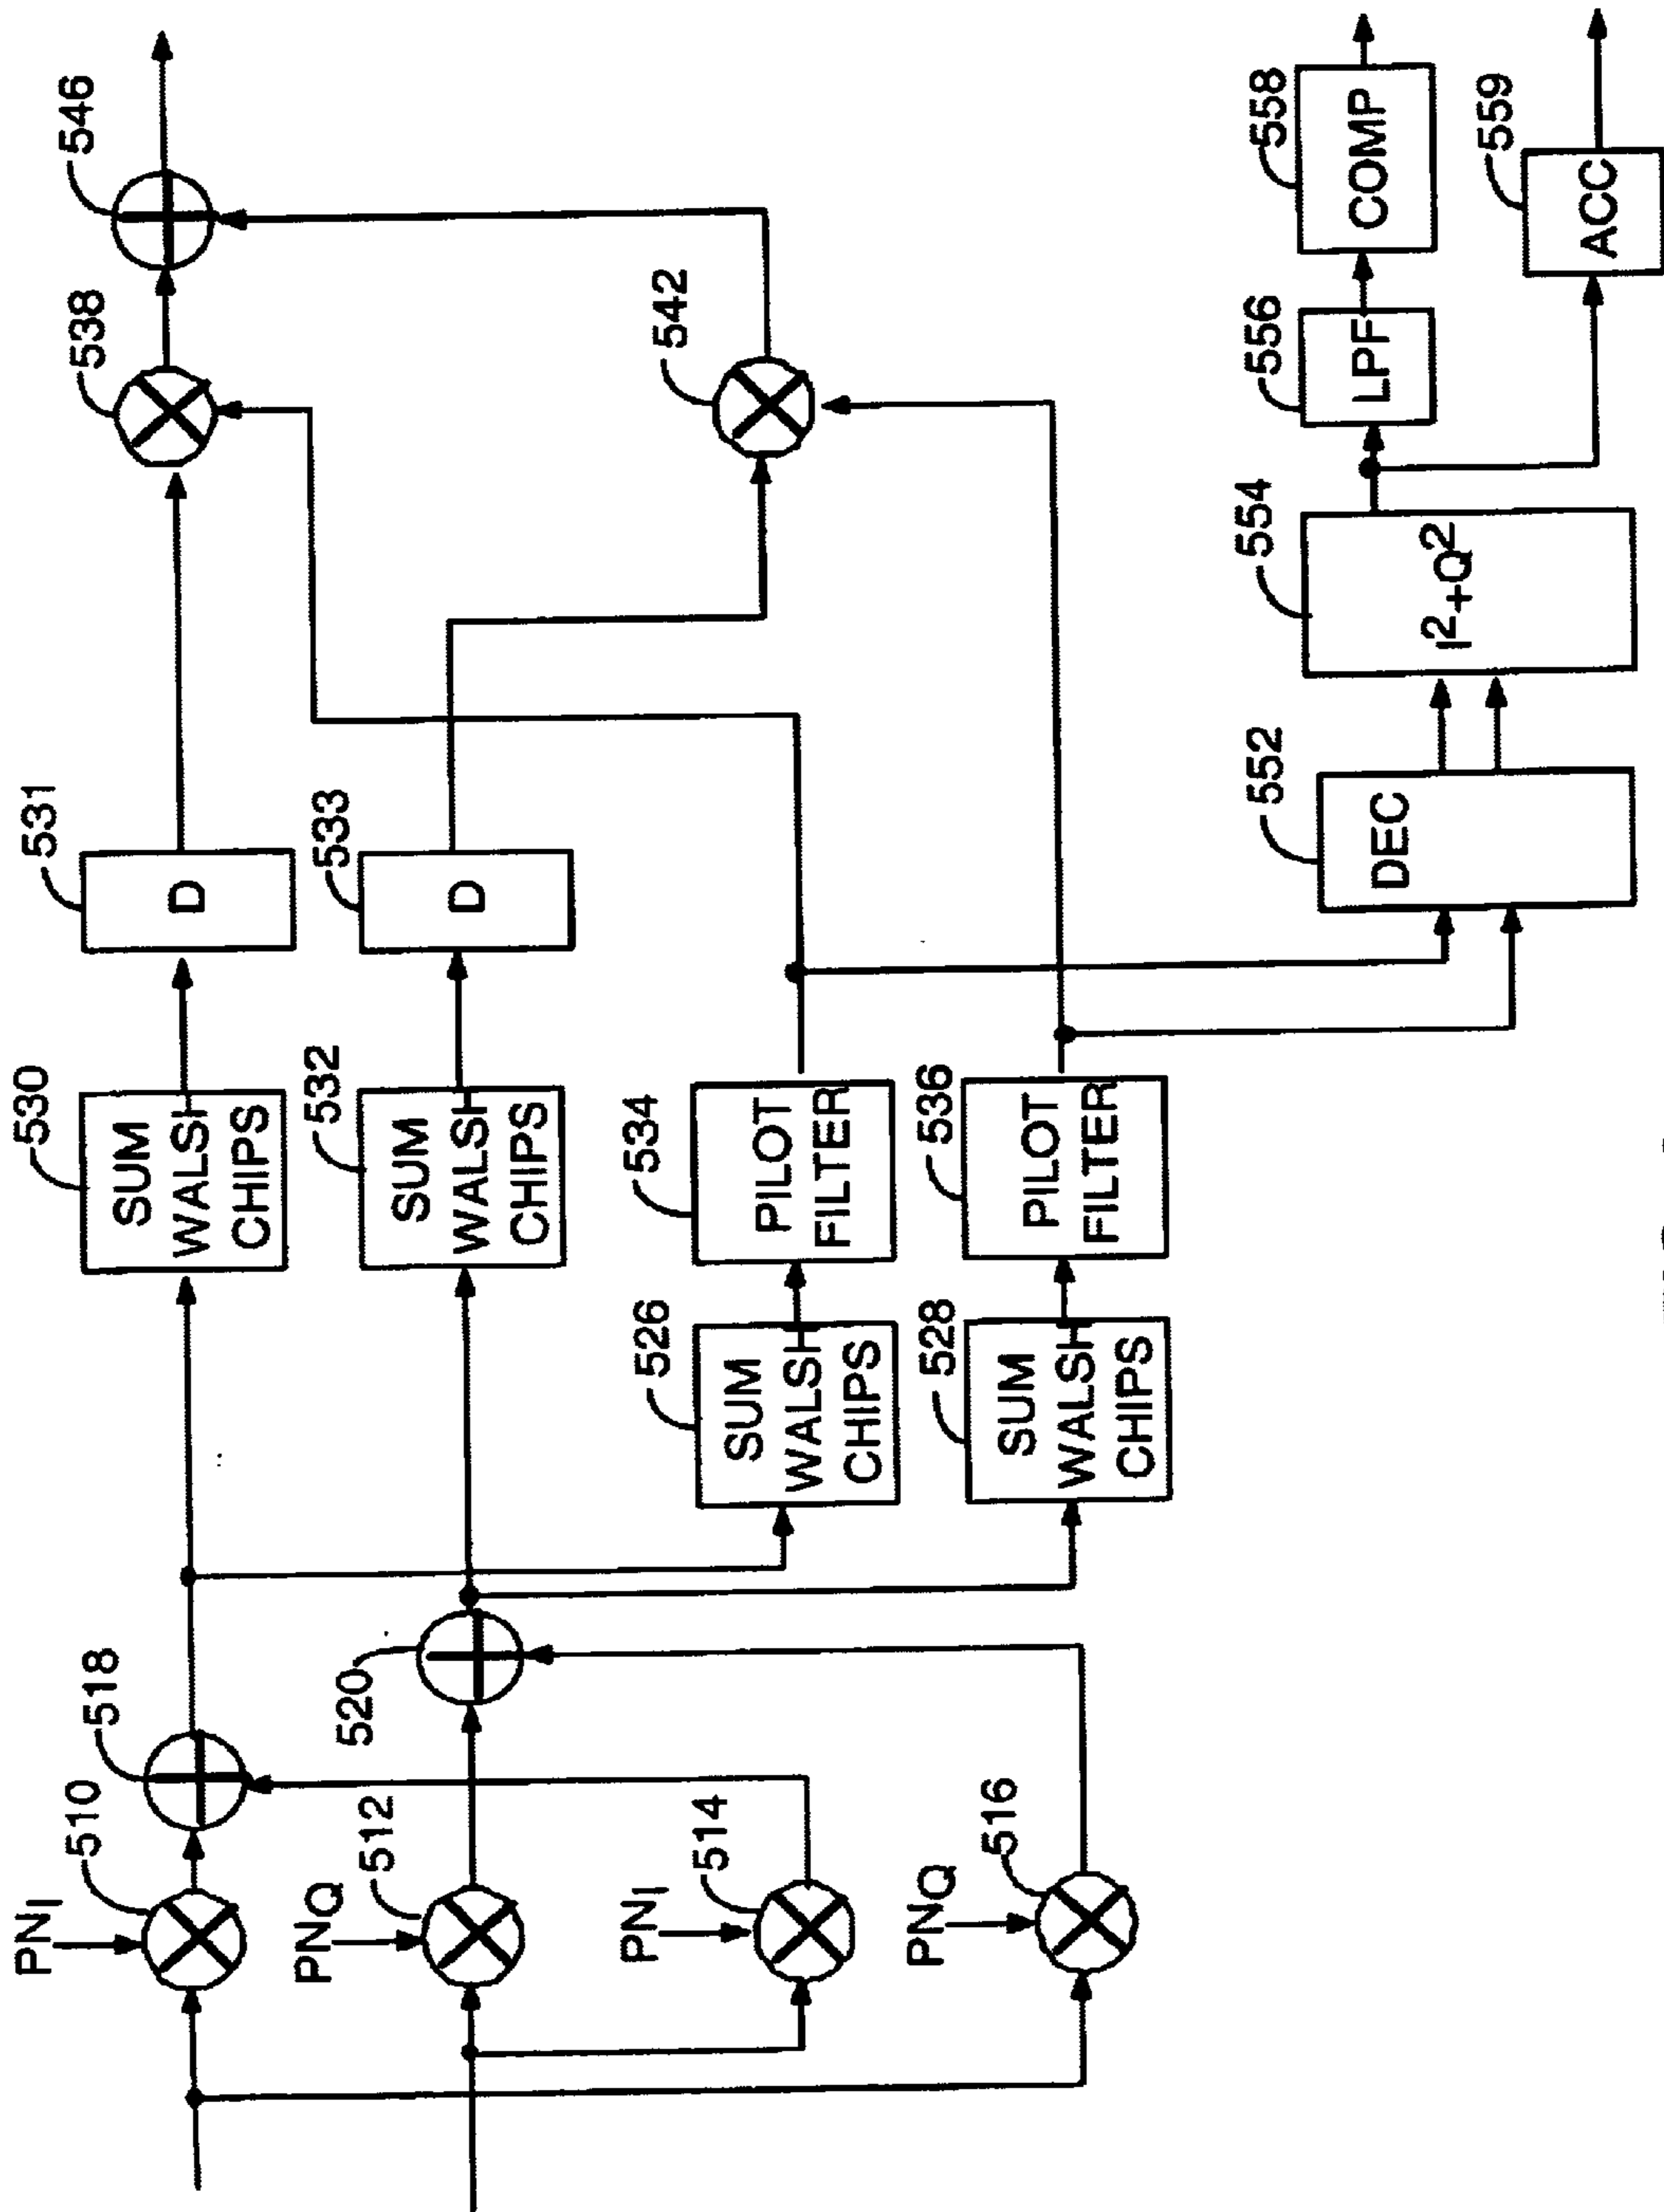 530
531
538
546
SUM
WALSH
CHIPS
D
510
518
PNI
532
533
SUM
WALSH
CHIPS
D
520
PNQ
512
542
526
534
SUM
WALSH
CHIPS
PILOT
FILTER
PNI
514
528
536
SUM
WALSH
CHIPS
PILOT
FILTER
PNQ
516
552
554
556
558
DEC
I²+Q²
LPF
COMP
559
ACC